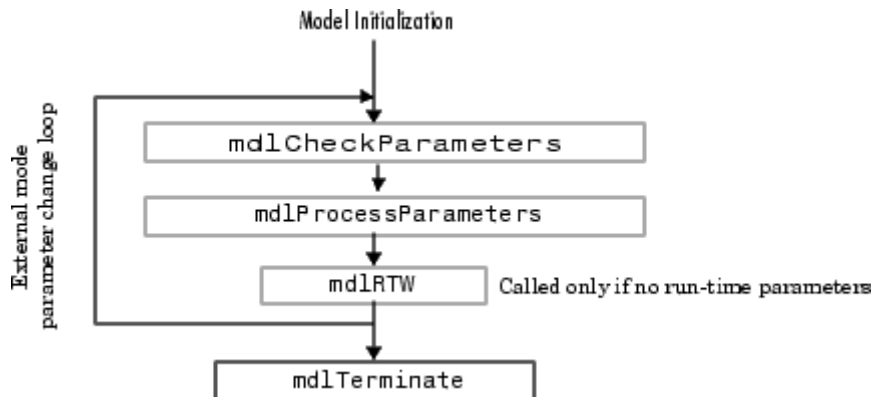 Model Initialization
External mode
parameter change loop
mdlCheckParameters
mdlProcessParameters
mdlRTW
Called only if no run-time parameters
mdlTerminate